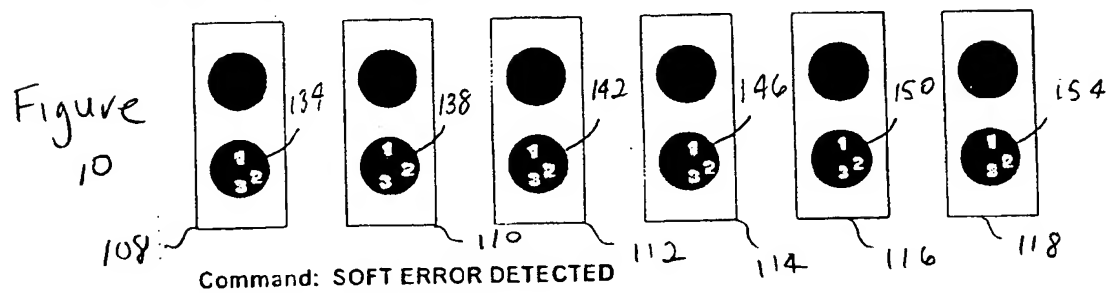 Figure
10
134 138 142 146 150 154
1 1 1 1 1 1
2 2 2 2 2 2
3 3 3 3 3 3
108 110 112 114 116 118
Command: SOFT ERROR DETECTED